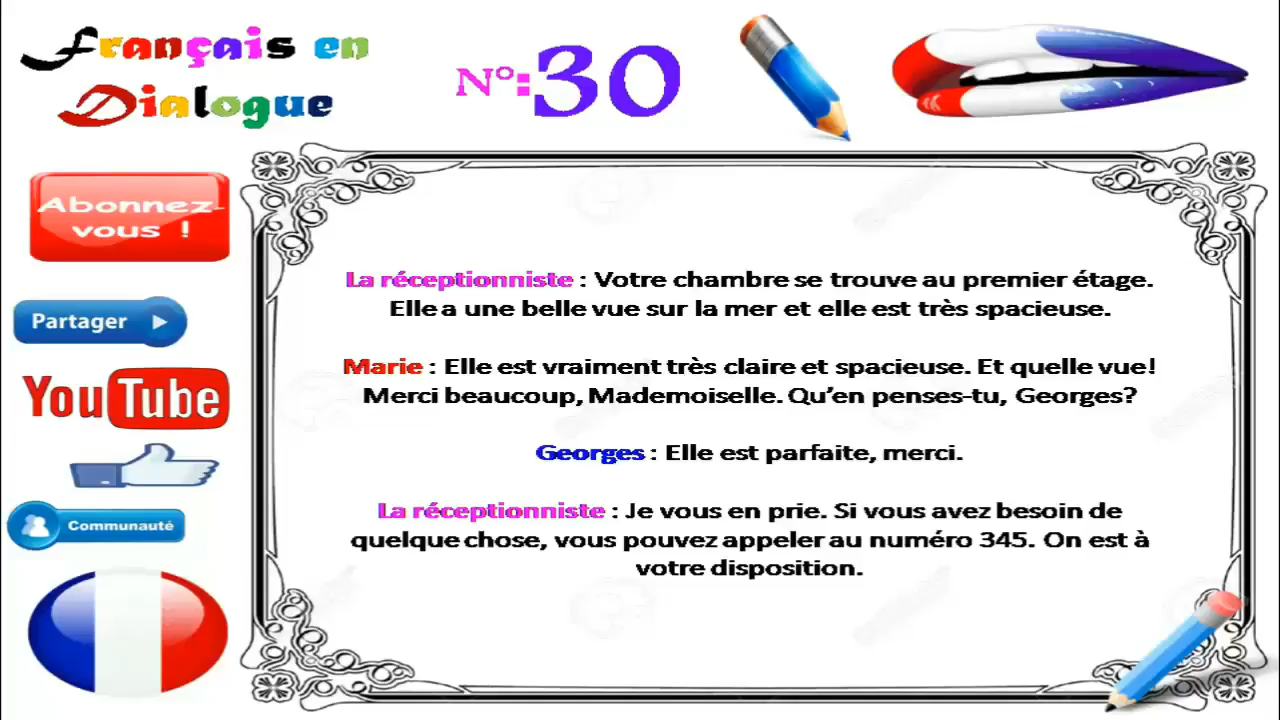 Français en
Dialogue
N°:30
Abonnez-
vous !
Partager
YouTube
Communauté
La réceptionniste : Votre chambre se trouve au premier étage.
Elle a une belle vue sur la mer et elle est très spacieuse.
Marie : Elle est vraiment très claire et spacieuse. Et quelle vue!
Merci beaucoup, Mademoiselle. Qu’en penses-tu, Georges?
Georges : Elle est parfaite, merci.
La réceptionniste : Je vous en prie. Si vous avez besoin de
quelque chose, vous pouvez appeler au numéro 345. On est à
votre disposition.